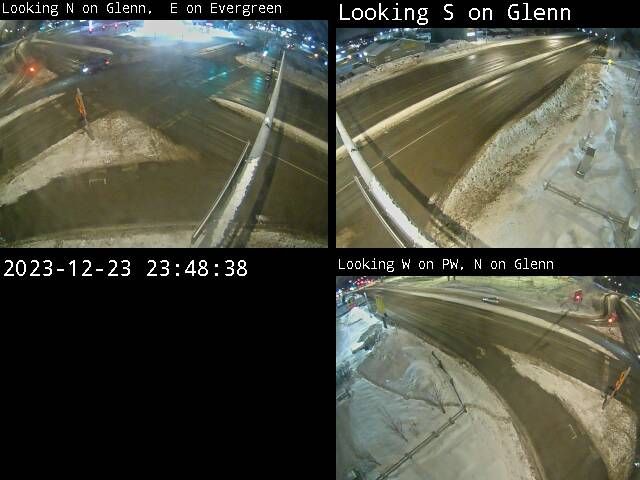 Looking N on Glenn,  E on Evergreen
Looking S on Glenn
2023-12-23 23:48:38
Looking W on PW, N on Glenn